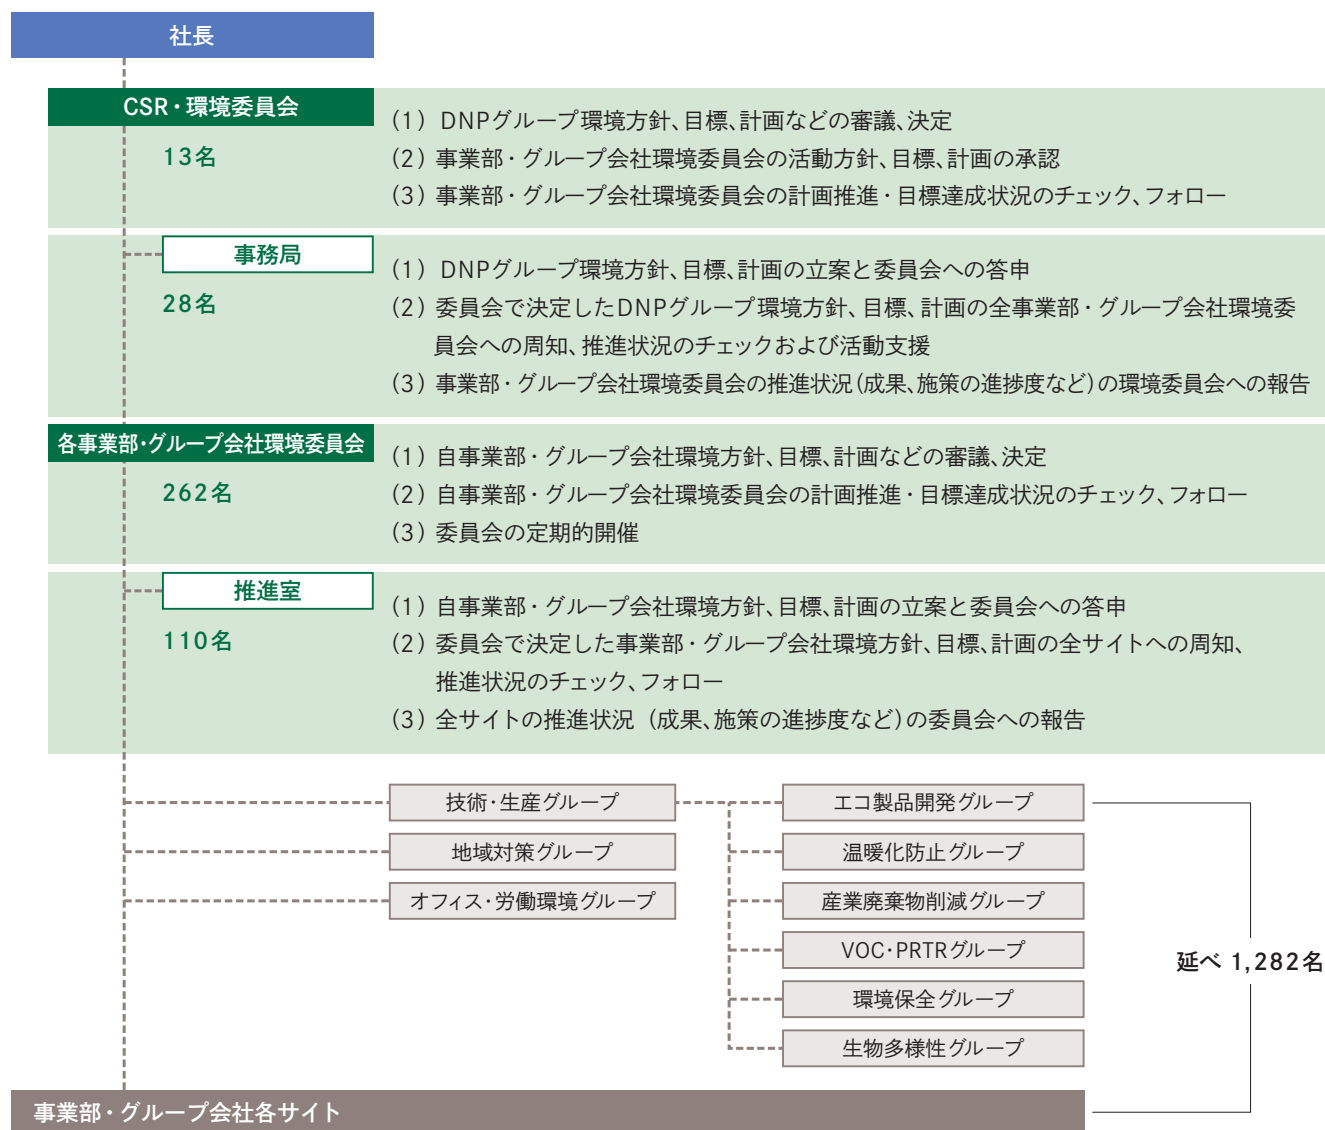 社長
CSR・環境委員会
13名
(1) DNPグループ環境方針、目標、計画などの審議、決定
(2) 事業部・グループ会社環境委員会の活動方針、目標、計画の承認
(3) 事業部・グループ会社環境委員会の計画推進・目標達成状況のチェック、フォロー
事務局
28名
(1) DNPグループ環境方針、目標、計画の立案と委員会への答申
(2) 委員会で決定したDNPグループ環境方針、目標、計画の全事業部・グループ会社環境委
員会への周知、推進状況のチェックおよび活動支援
(3) 事業部・グループ会社環境委員会の推進状況(成果、施策の進捗度など)の環境委員会への報告
各事業部・グループ会社環境委員会
262名
(1) 自事業部・グループ会社環境方針、目標、計画などの審議、決定
(2) 自事業部・グループ会社環境委員会の計画推進・目標達成状況のチェック、フォロー
(3) 委員会の定期的開催
推進室
110名
(1) 自事業部・グループ会社環境方針、目標、計画の立案と委員会への答申
(2) 委員会で決定した事業部・グループ会社環境方針、目標、計画の全サイトへの周知、
推進状況のチェック、フォロー
(3) 全サイトの推進状況 (成果、施策の進捗度など)の委員会への報告
技術・生産グループ
地域対策グループ
オフィス・労働環境グループ
エコ製品開発グループ
温暖化防止グループ
産業廃棄物削減グループ
VOC・PRTRグループ
環境保全グループ
生物多様性グループ
延べ 1,282名
事業部・グループ会社各サイト